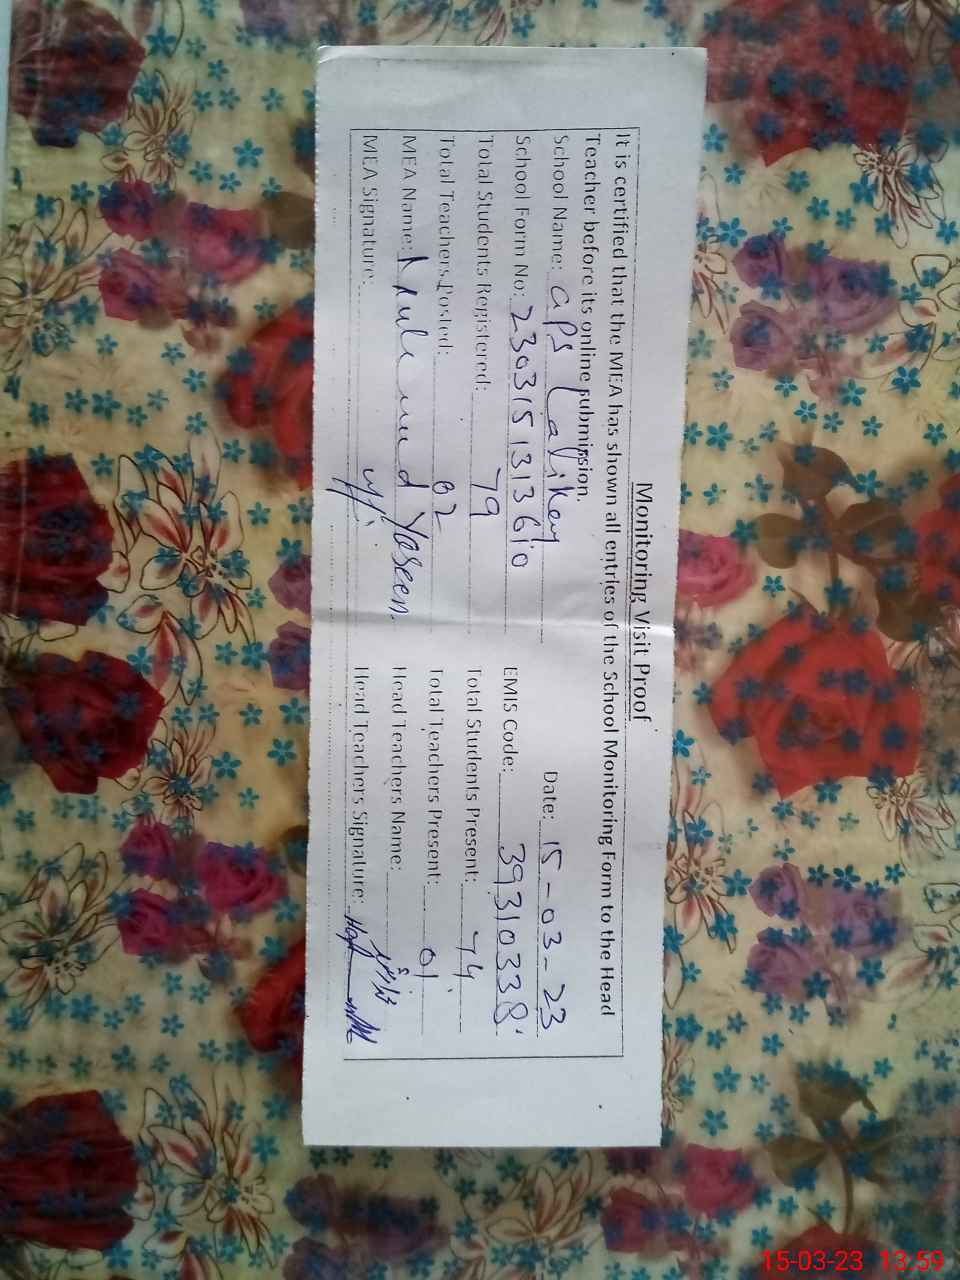 Monitoring Visit Proof
It is certified that the MEA has shown all entries of the School Monitoring Form to the Head
Teacher before its online submission.
School Name: GPS Lalikey Date: 15-03-23
School Form No: 230315131360 EMIS Code: 39310338
Total Students Registered: 79 Total Students Present: 74
Total Teachers Posted: 02 Total Teachers Present: 01
MEA Name: Yaseen Head Teachers Name:
MEA Signature: Head Teachers Signature:
15-03-23 13:59